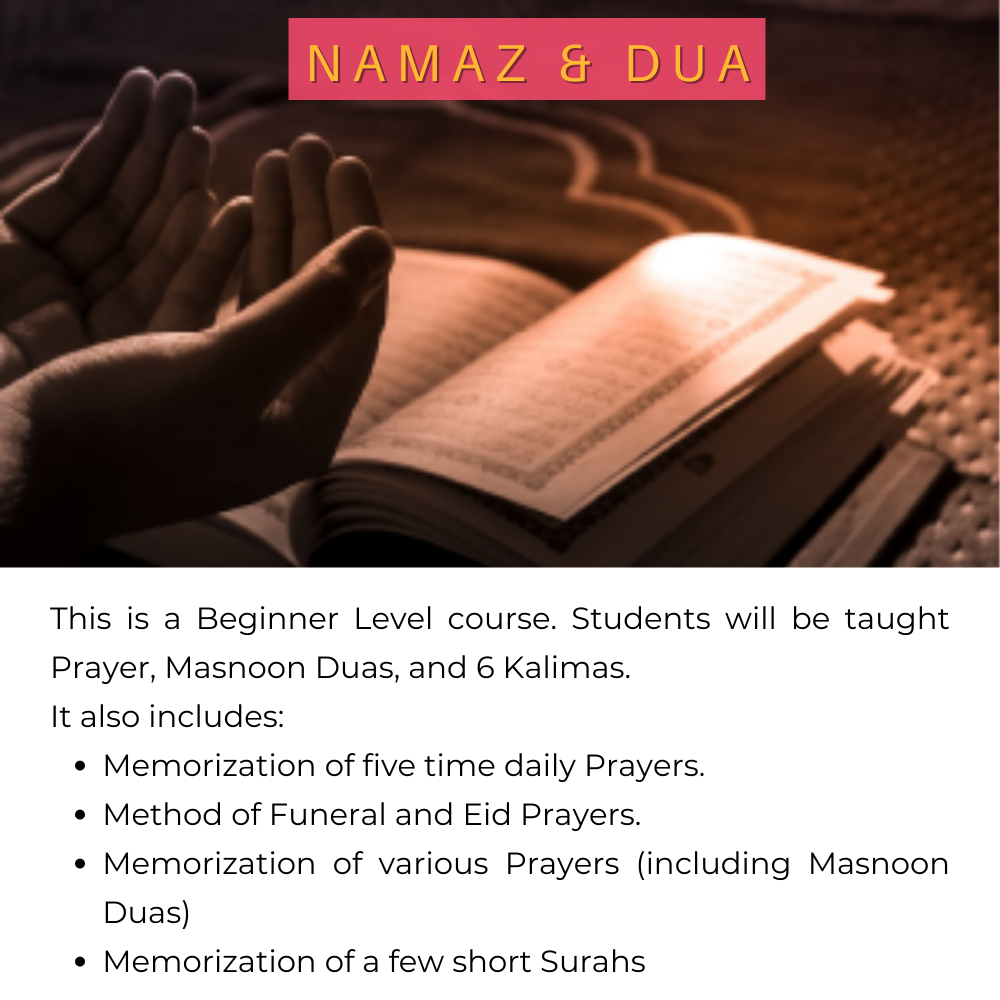 NAMAZ & DUA
This is a Beginner Level course. Students will be taught
Prayer, Masnoon Duas, and 6 Kalimas.
It also includes:
• Memorization of five time daily Prayers.
• Method of Funeral and Eid Prayers.
• Memorization of various Prayers (including Masnoon
Duas)
• Memorization of a few short Surahs